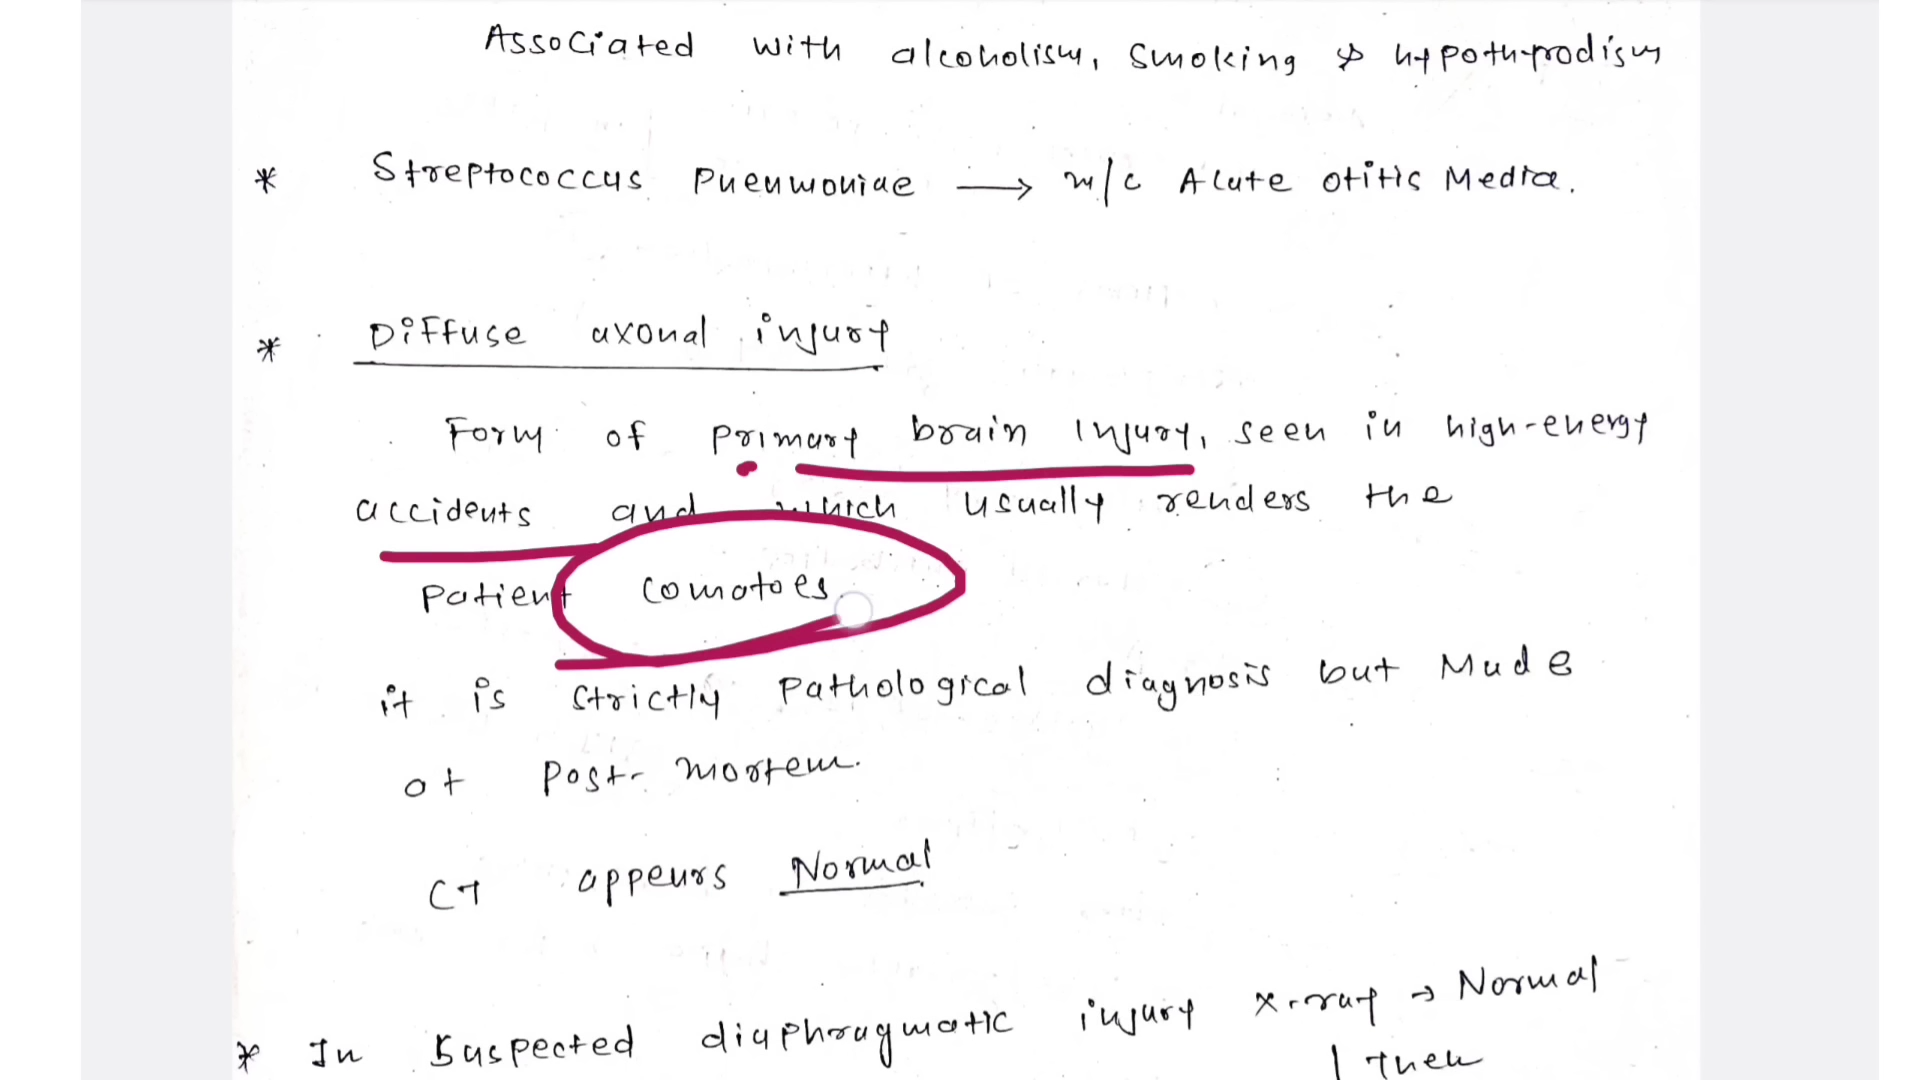 Associated with alcoholism, smoking & hypothyrodism
* Streptococcus Pneumoniae → m/c Acute otitis Media.
* Diffuse axonal injury
Form of primary brain injury, seen in high-energy
accidents and which usually renders the
Patient comatoes.
it is strictly Pathological diagnosis but Mude
at Post-mortem.
CT appears Normal
* In Suspected diaphragmatic injury X-ray → Normal
then